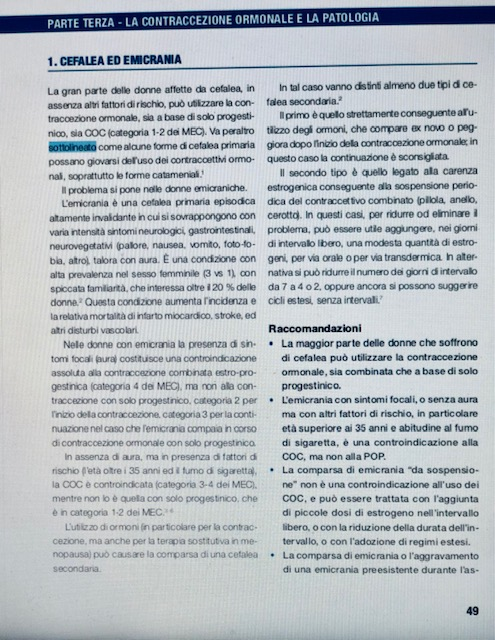 PARTE TERZA - LA CONTRACCEZIONE ORMONALE E LA PATOLOGIA
1. CEFALEA ED EMICRANIA
La gran parte delle donne affette da cefalea, in
assenza altri fattori di rischio, può utilizzare la con-
traccezione ormonale, sia a base di solo progesti-
nico, sia COC (categoria 1-2 dei MEC). Va peraltro
sottolineato come alcune forme di cefalea primaria
possano giovarsi dell'uso dei contraccettivi ormo-
nali, soprattutto le forme catameniali.¹
Il problema si pone nelle donne emicraniche.
L'emicrania è una cefalea primaria episodica
altamente invalidante in cui si sovrappongono con
varia intensità sintomi neurologici, gastrointestinali,
neurovegetativi (pallore, nausea, vomito, foto-fo-
bia, altro), talora con aura. È una condizione con
alta prevalenza nel sesso femminile (3 vs 1), con
spiccata familiarità, che interessa oltre il 20 % delle
donne.² Questa condizione aumenta l'incidenza e
la relativa mortalità di infarto miocardico, stroke, ed
altri disturbi vascolari.
Nelle donne con emicrania la presenza di sin-
tomi focali (aura) costituisce una controindicazione
assoluta alla contraccezione combinata estro-pro-
gestinica (categoria 4 dei MEC), ma non alla con-
traccezione con solo progestinico, categoria 2 per
l'inizio della contraccezione, categoria 3 per la conti-
nuazione nel caso che l'emicrania compaia in corso
di contraccezione ormonale con solo progestinico.
In assenza di aura, ma in presenza di fattori di
rischio (l'età oltre i 35 anni ed il fumo di sigaretta),
la COC è controindicata (categoria 3-4 dei MEC),
mentre non lo è quella con solo progestinico, che
è in categoria 1-2 dei MEC.
L'utilizzo di ormoni (in particolare per la contrac-
cezione, ma anche per la terapia sostitutiva in me-
nopausa) può causare la comparsa di una cefalea
secondaria.
In tal caso vanno distinti almeno due tipi di ce-
falea secondaria.²
Il primo è quello strettamente conseguente all'u-
tilizzo degli ormoni, che compare ex novo o peg-
giora dopo l'inizio della contraccezione ormonale; in
questo caso la continuazione è sconsigliata.
Il secondo tipo è quello legato alla carenza
estrogenica conseguente alla sospensione perio-
dica del contraccettivo combinato (pillola, anello,
cerotto). In questi casi, per ridurre od eliminare il
problema, può essere utile aggiungere, nei giorni
di intervallo libero, una modesta quantità di estro-
geni, per via orale o per via transdermica. In alter-
nativa si può ridurre il numero dei giorni di intervallo
da 7 a 4 o 2, oppure ancora si possono suggerire
cicli estesi, senza intervalli.⁷
Raccomandazioni
• La maggior parte delle donne che soffrono
di cefalea può utilizzare la contraccezione
ormonale, sia combinata che a base di solo
progestinico.
• L'emicrania con sintomi focali, o senza aura
ma con altri fattori di rischio, in particolare
età superiore ai 35 anni e abitudine al fumo
di sigaretta, è una controindicazione alla
COC, ma non alla POP.
• La comparsa di emicrania “da sospensio-
ne” non è una controindicazione all'uso dei
COC, e può essere trattata con l'aggiunta
di piccole dosi di estrogeno nell'intervallo
libero, o con la riduzione della durata dell'in-
tervallo, o con l'adozione di regimi estesi.
• La comparsa di emicrania o l'aggravamento
di una emicrania preesistente durante l'as-
49